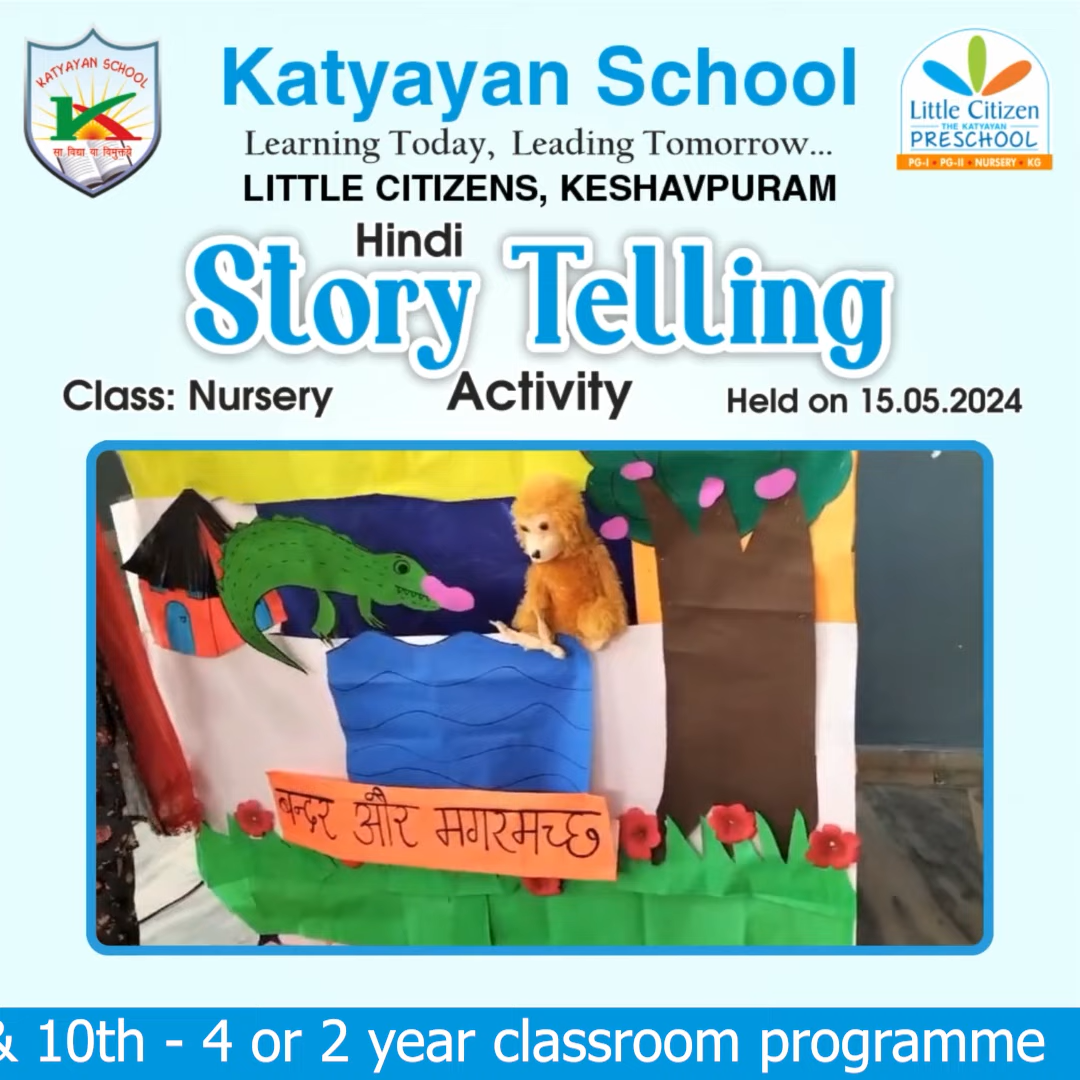 KATYAYAN SCHOOL
K
सा विद्या या विमुक्तये
Katyayan School
Learning Today, Leading Tomorrow...
LITTLE CITIZENS, KESHAVPURAM
Little Citizen
THE KATYAYAN
PRESCHOOL
PG-I • PG-II • NURSERY • KG
Hindi
Story Telling
Activity
Class: Nursery
Held on 15.05.2024
बन्दर और मगरमच्छ
& 10th - 4 or 2 year classroom programme